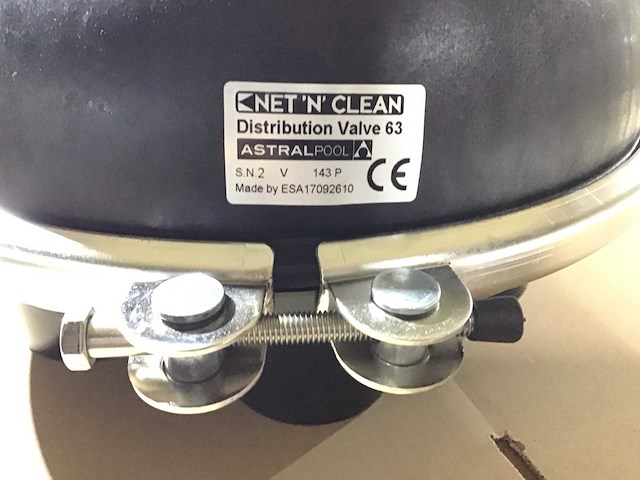 NET 'N' CLEAN
Distribution Valve 63
ASTRALPOOL
S.N.2 V 143 P
Made by ESA17092610
CE